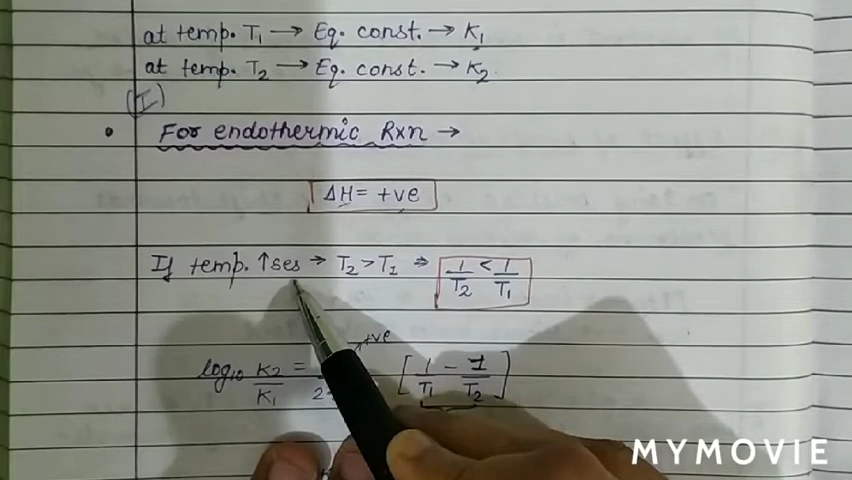 at temp. T1 → Eq. const. → K1
at temp. T2 → Eq. const. → K2
(I)
• For endothermic Rxn →
ΔH = +ve
If temp. ↑ses → T2 > T1 ⇒ 1/T2 < 1/T1
+ve
log10 K2/K1 = [1/T1 - 1/T2]
MYMOVIE